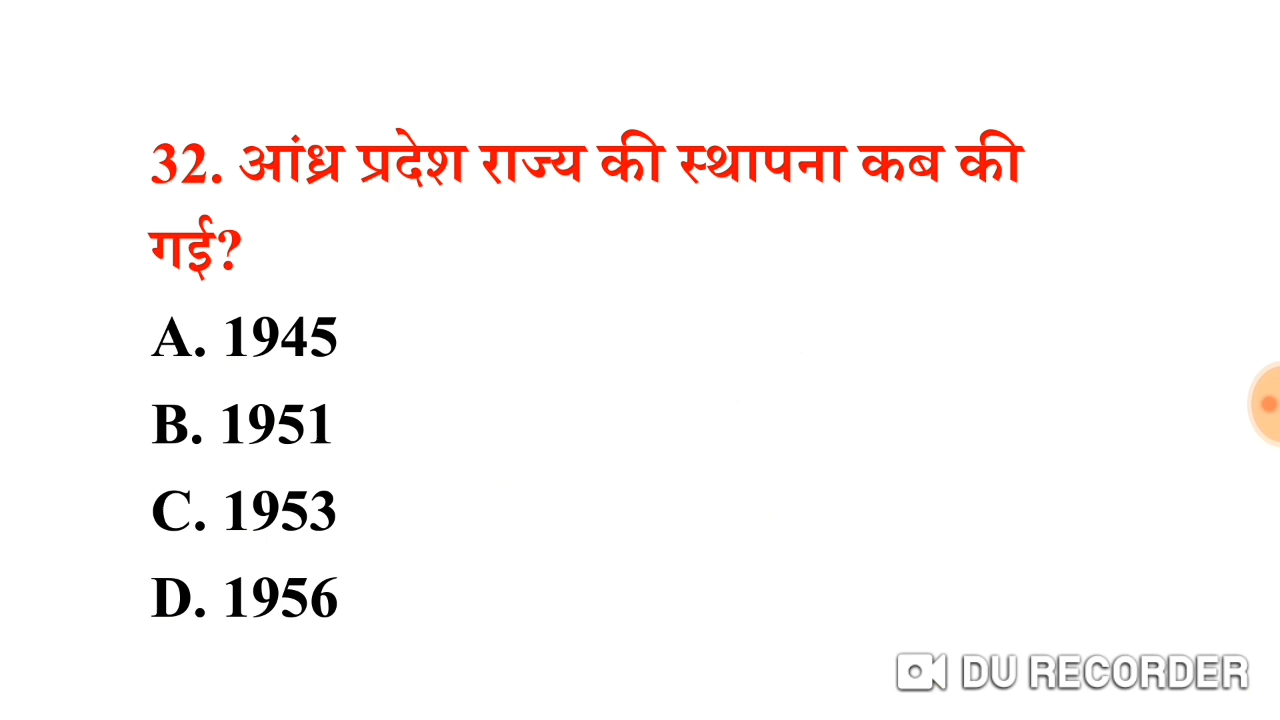 32. आंध्र प्रदेश राज्य की स्थापना कब की
गई?
A. 1945
B. 1951
C. 1953
D. 1956
DU RECORDER